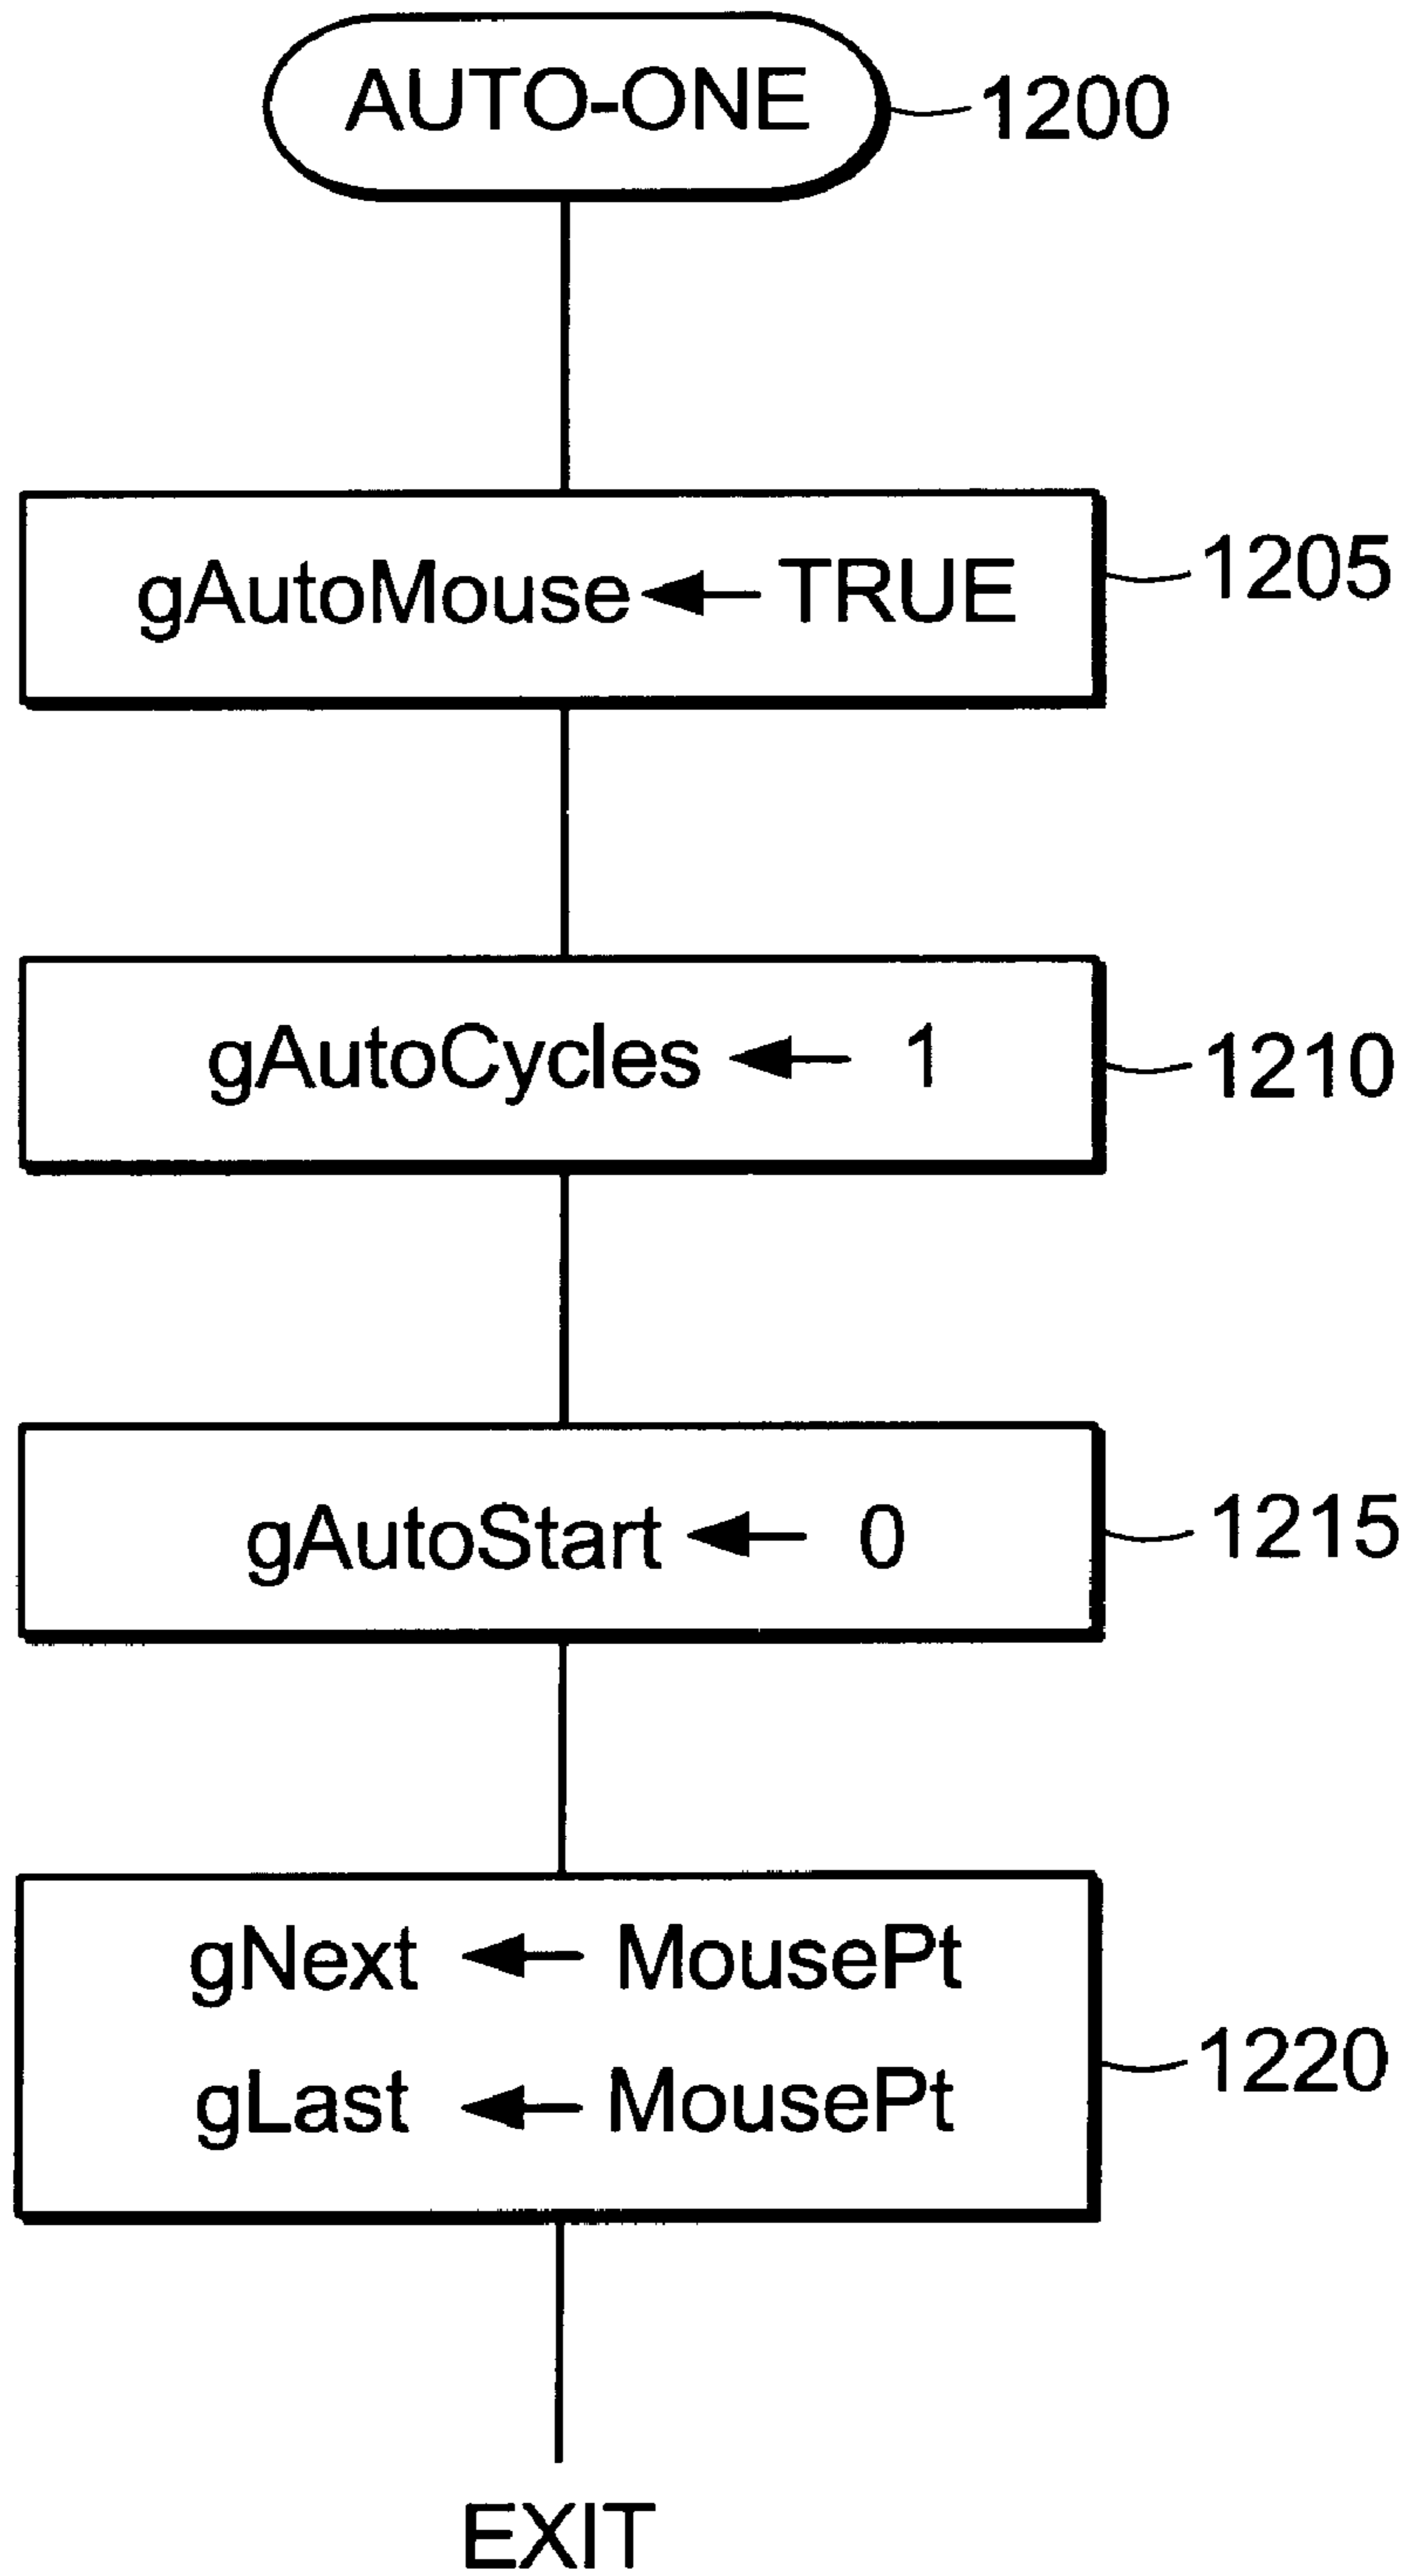 AUTO-ONE 1200
gAutoMouse ← TRUE 1205
gAutoCycles ← 1 1210
gAutoStart ← 0 1215
gNext ← MousePt
gLast ← MousePt 1220
EXIT